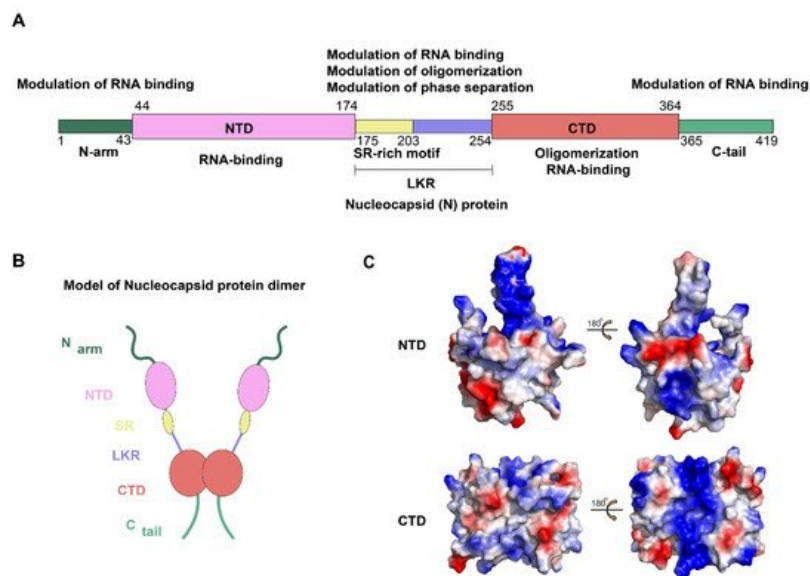 A
Modulation of RNA binding
Modulation of RNA binding
Modulation of oligomerization
Modulation of phase separation
Modulation of RNA binding
44 174 255 364
NTD CTD
1 43 175 203 254 365 419
N-arm RNA-binding SR-rich motif Oligomerization C-tail
RNA-binding
LKR
Nucleocapsid (N) protein
B
Model of Nucleocapsid protein dimer
N arm
NTD
SR
LKR
CTD
C tail
C
NTD
180°
CTD
180°